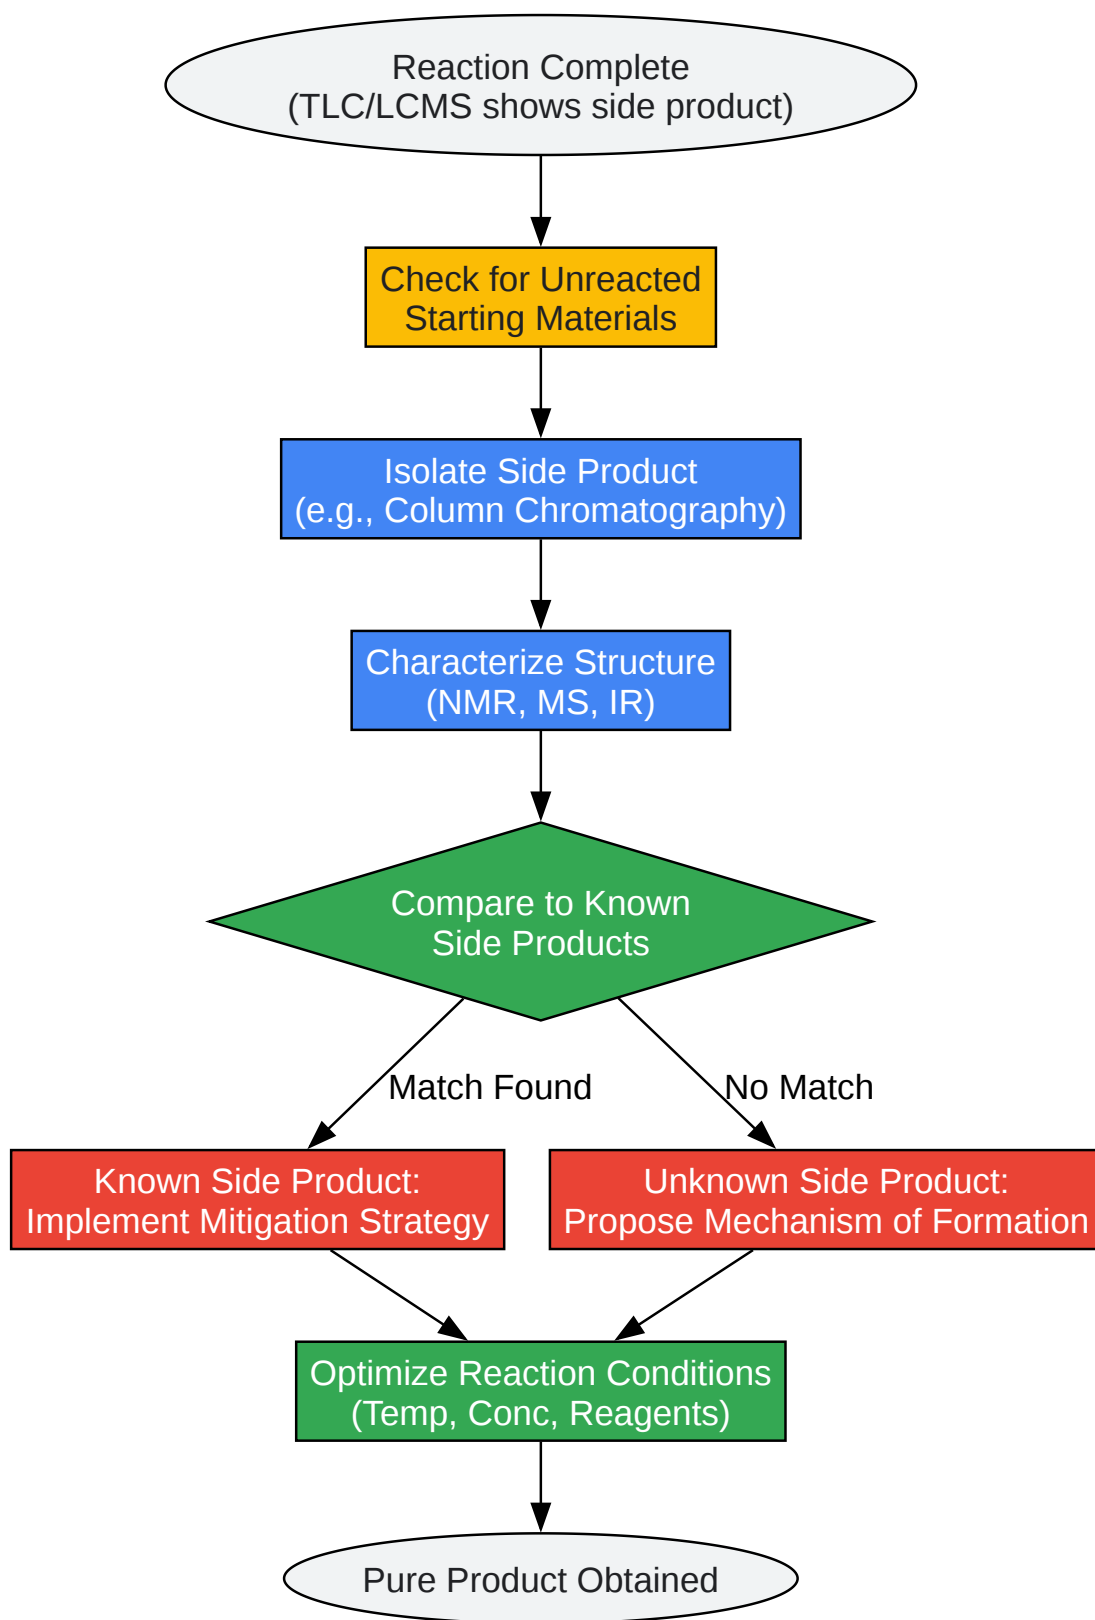 Reaction Complete
(TLC/LCMS shows side product)
Check for Unreacted
Starting Materials
Isolate Side Product
(e.g., Column Chromatography)
Characterize Structure
(NMR, MS, IR)
Compare to Known
Side Products
Match Found
No Match
Known Side Product:
Implement Mitigation Strategy
Unknown Side Product:
Propose Mechanism of Formation
Optimize Reaction Conditions
(Temp, Conc, Reagents)
Pure Product Obtained